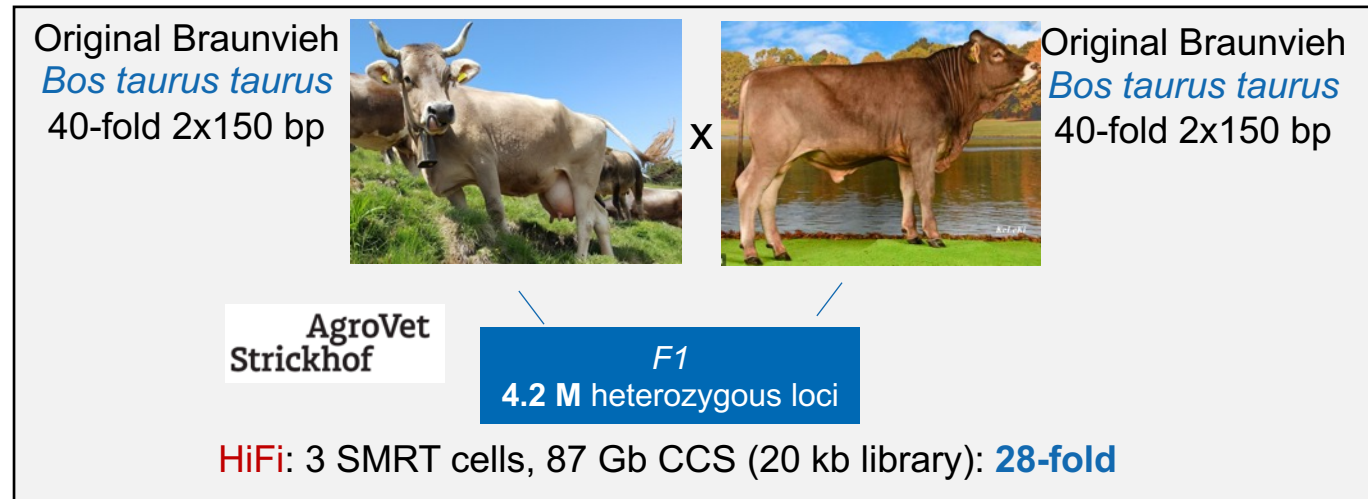 Original Braunvieh
Bos taurus taurus
40-fold 2x150 bp
x
Original Braunvieh
Bos taurus taurus
40-fold 2x150 bp
KeLeKi
AgroVet
Strickhof
F1
4.2 M heterozygous loci
HiFi: 3 SMRT cells, 87 Gb CCS (20 kb library): 28-fold